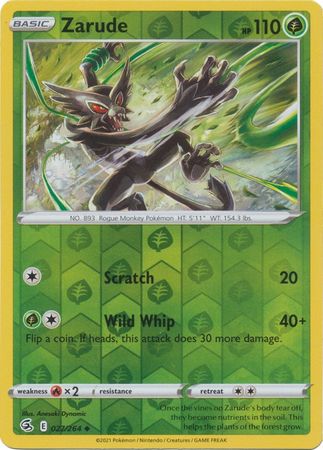 BASIC Zarude HP 110
NO. 893 Rogue Monkey Pokémon HT: 5'11" WT: 154.3 lbs.
Scratch 20
Wild Whip 40+
Flip a coin. If heads, this attack does 30 more damage.
weakness ×2 resistance retreat
Illus. Anesaki Dynamic
E 022/264
Once the vines on Zarude's body tear off,
they become nutrients in the soil. This
helps the plants of the forest grow.
©2021 Pokémon / Nintendo / Creatures / GAME FREAK